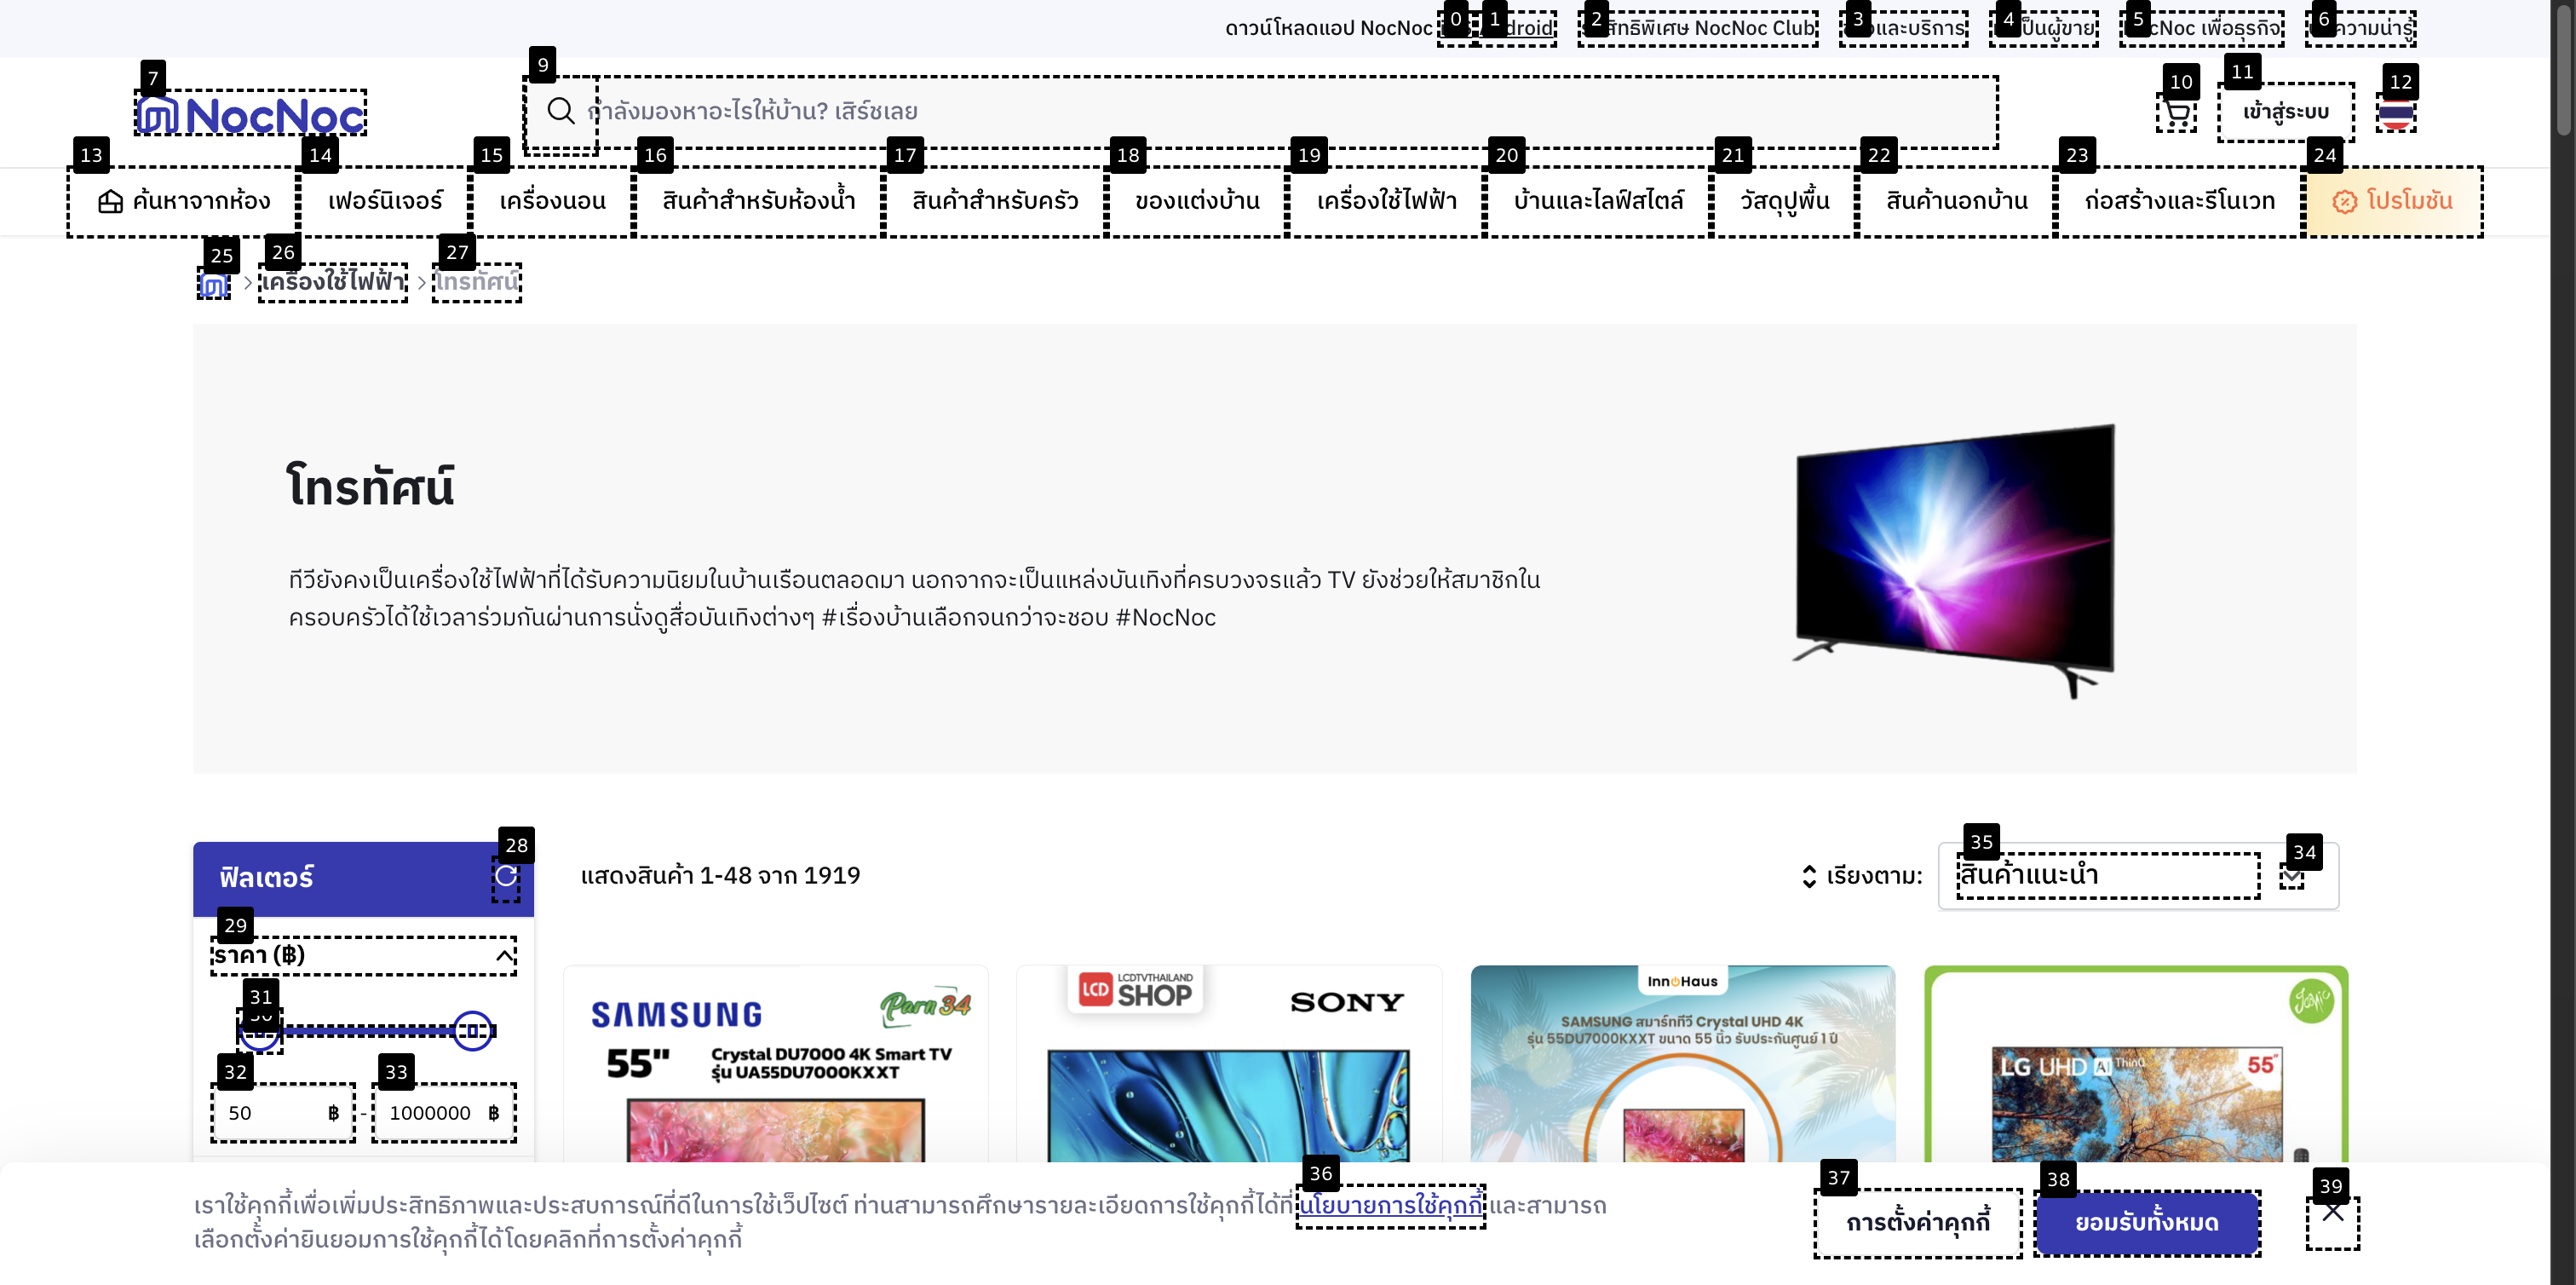 ดาวน์โหลดแอป NocNoc
NocNoc Club
และบริการ
เป็นผู้ขาย
เพื่อธุรกิจ
ความน่ารู้
0
1
2
3
4
5
6
7
NocNoc
9
กำลังมองหาอะไรให้บ้าน? เสิร์ชเลย
10
11
เข้าสู่ระบบ
12
13
ค้นหาจากห้อง
14
เฟอร์นิเจอร์
15
เครื่องนอน
16
สินค้าสำหรับห้องน้ำ
17
สินค้าสำหรับครัว
18
ของแต่งบ้าน
19
เครื่องใช้ไฟฟ้า
20
บ้านและไลฟ์สไตล์
21
วัสดุปูพื้น
22
สินค้านอกบ้าน
23
ก่อสร้างและรีโนเวท
24
โปรโมชัน
25
26
เครื่องใช้ไฟฟ้า
27
โทรทัศน์
โทรทัศน์
ทีวียังคงเป็นเครื่องใช้ไฟฟ้าที่ได้รับความนิยมในบ้านเรือนตลอดมา นอกจากจะเป็นแหล่งบันเทิงที่ครบวงจรแล้ว TV ยังช่วยให้สมาชิกใน
ครอบครัวได้ใช้เวลาร่วมกันผ่านการนั่งดูสื่อบันเทิงต่างๆ #เรื่องบ้านเลือกจนกว่าจะชอบ #NocNoc
ฟิลเตอร์
28
แสดงสินค้า 1-48 จาก 1919
เรียงตาม:
35
สินค้าแนะนำ
34
29
ราคา (฿)
31
32
50 ฿
-
33
1000000 ฿
SAMSUNG
Parn34
55"
Crystal DU7000 4K Smart TV
รุ่น UA55DU7000KXXT
LCD
LCDTVTHAILAND
SHOP
SONY
InnoHaus
SAMSUNG สมาร์ททีวี Crystal UHD 4K
รุ่น 55DU7000KXXT ขนาด 55 นิ้ว รับประกันศูนย์ 1 ปี
LG UHD AI ThinQ
55"
เราใช้คุกกี้เพื่อเพิ่มประสิทธิภาพและประสบการณ์ที่ดีในการใช้เว็ปไซต์ ท่านสามารถศึกษารายละเอียดการใช้คุกกี้ได้ที่ นโยบายการใช้คุกกี้ และสามารถ
เลือกตั้งค่ายินยอมการใช้คุกกี้ได้โดยคลิกที่การตั้งค่าคุกกี้
36
37
การตั้งค่าคุกกี้
38
ยอมรับทั้งหมด
39